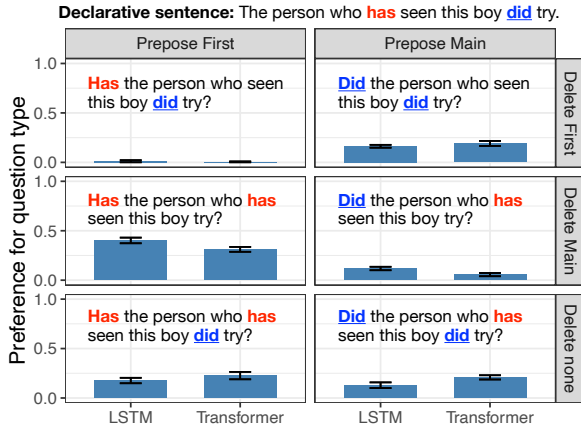 Declarative sentence: The person who has seen this boy did try.
Prepose First
Prepose Main
Preference for question type
1.0
0.5
0.0
Has the person who seen
this boy did try?
Did the person who seen
this boy did try?
Delete First
1.0
0.5
0.0
Has the person who has
seen this boy try?
Did the person who has
seen this boy try?
Delete Main
1.0
0.5
0.0
Has the person who has
seen this boy did try?
Did the person who has
seen this boy did try?
Delete none
LSTM
Transformer
LSTM
Transformer